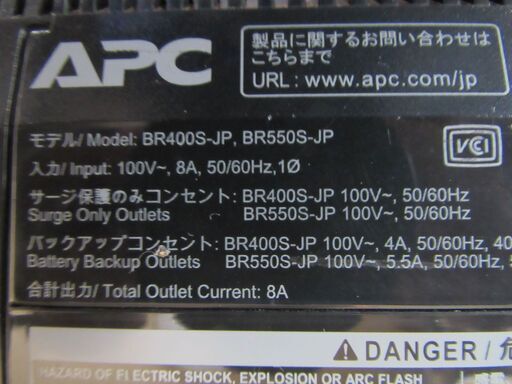 APC
製品に関するお問い合わせは
こちらまで
URL: www.apc.com/jp
モデル/ Model: BR400S-JP, BR550S-JP
入力/ Input: 100V~, 8A, 50/60Hz,1Ø
VCI
サージ保護のみコンセント: BR400S-JP 100V~, 50/60Hz
Surge Only Outlets BR550S-JP 100V~, 50/60Hz
バックアップコンセント: BR400S-JP 100V~, 4A, 50/60Hz, 40
Battery Backup Outlets BR550S-JP 100V~, 5.5A, 50/60Hz,
合計出力/ Total Outlet Current: 8A
DANGER / 危
HAZARD OF ELECTRIC SHOCK, EXPLOSION OR ARC FLASH